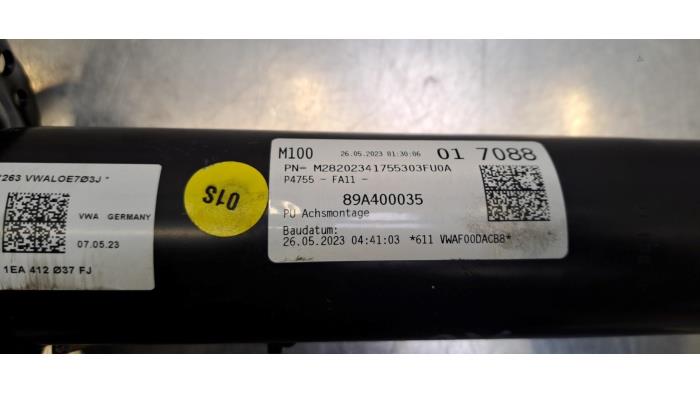 *263 VWALOE7Ø3J *
VWA GERMANY
07.05.23
1EA 412 Ø37 FJ
01S
M100 26.05.2023 01:30:06 01 7088
PN= M28202341755303FU0A
P4755 - FA11 -
89A400035
PU Achsmontage
Baudatum:
26.05.2023 04:41:03 *611 VWAF00DACB8*